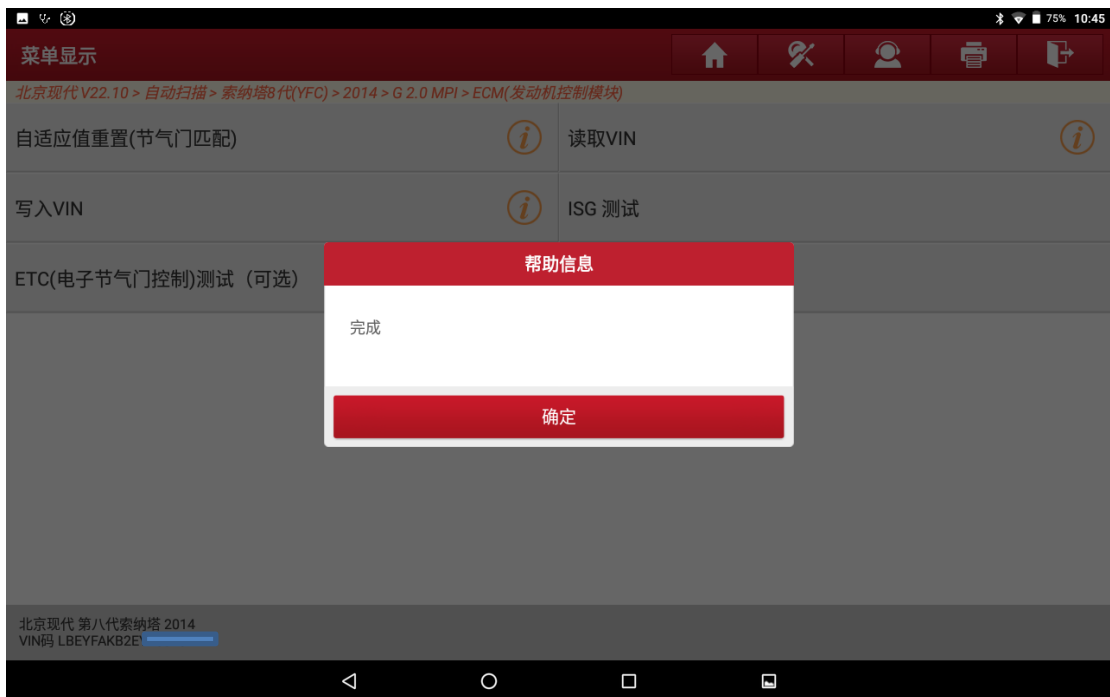 75% 10:45
菜单显示
北京现代 V22.10 > 自动扫描 > 索纳塔8代(YFC) > 2014 > G 2.0 MPI > ECM(发动机控制模块)
自适应值重置(节气门匹配)
读取VIN
写入VIN
ISG 测试
ETC(电子节气门控制)测试（可选）
帮助信息
完成
确定
北京现代 第八代索纳塔 2014
VIN码 LBEYFAKB2E